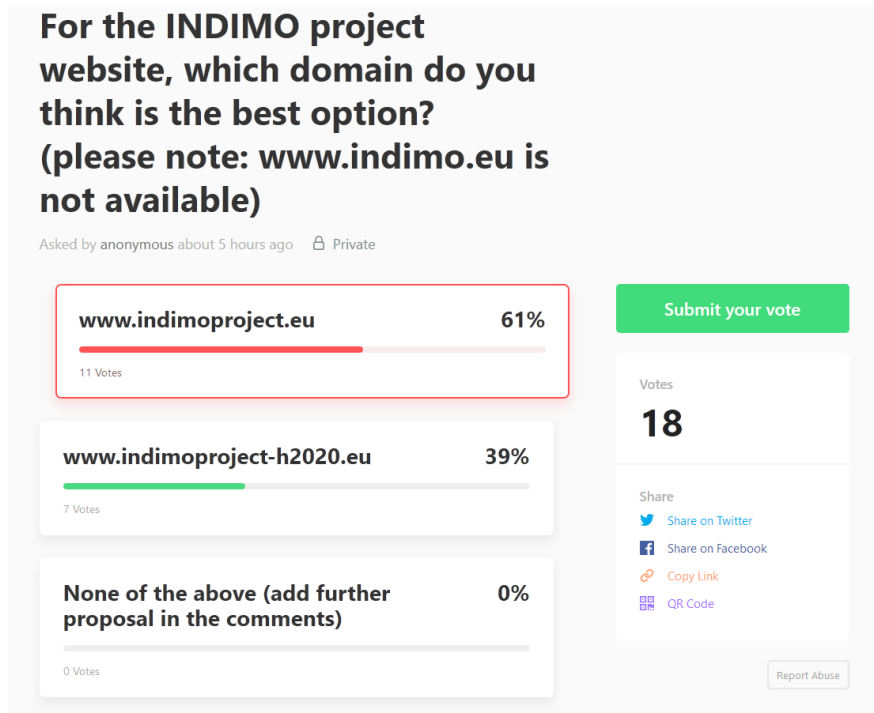 For the INDIMO project
website, which domain do you
think is the best option?
(please note: www.indimo.eu is
not available)
Asked by anonymous about 5 hours ago Private
www.indimoproject.eu 61%
11 Votes
www.indimoproject-h2020.eu 39%
7 Votes
None of the above (add further
proposal in the comments) 0%
0 Votes
Submit your vote
Votes
18
Share
Share on Twitter
Share on Facebook
Copy Link
QR Code
Report Abuse